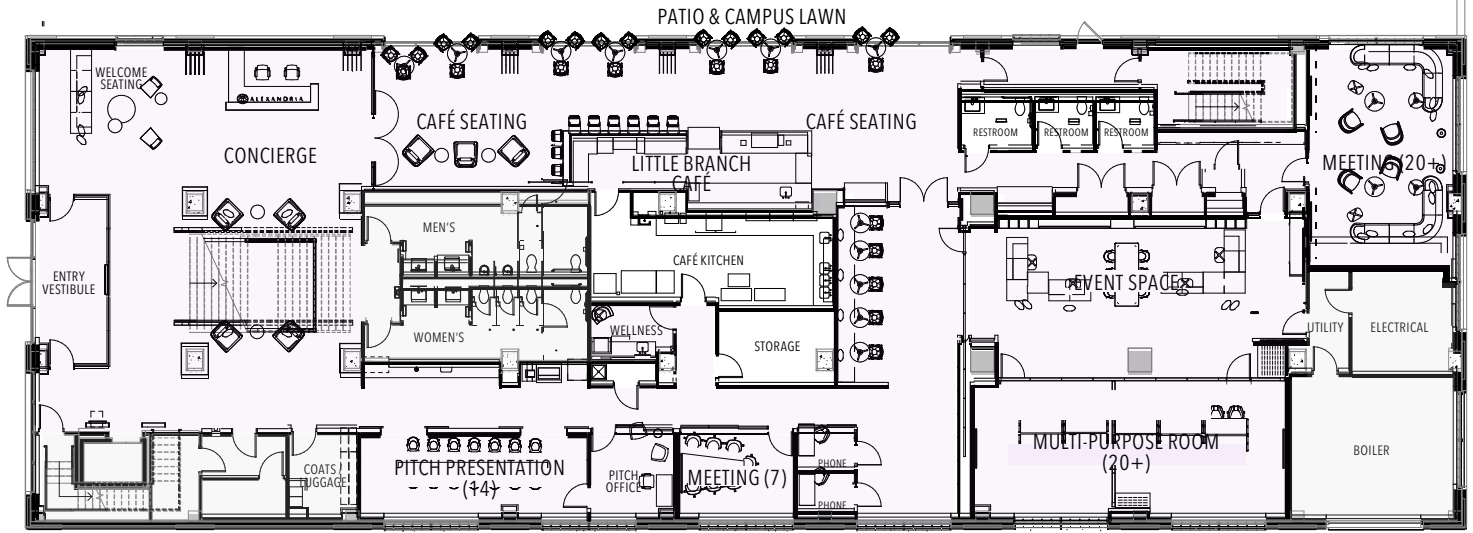 PATIO & CAMPUS LAWN
WELCOME
SEATING
ALEXANDRIA
CONCIERGE
CAFÉ SEATING
CAFÉ SEATING
LITTLE BRANCH
CAFÉ
RESTROOM
RESTROOM
RESTROOM
MEETING (20+)
MEN'S
WOMEN'S
ENTRY
VESTIBULE
CAFÉ KITCHEN
WELLNESS
STORAGE
EVENT SPACE
UTILITY
ELECTRICAL
BOILER
COATS/
LUGGAGE
PITCH PRESENTATION
(14)
PITCH
OFFICE
MEETING (7)
PHONE
PHONE
MULTI-PURPOSE ROOM
(20+)